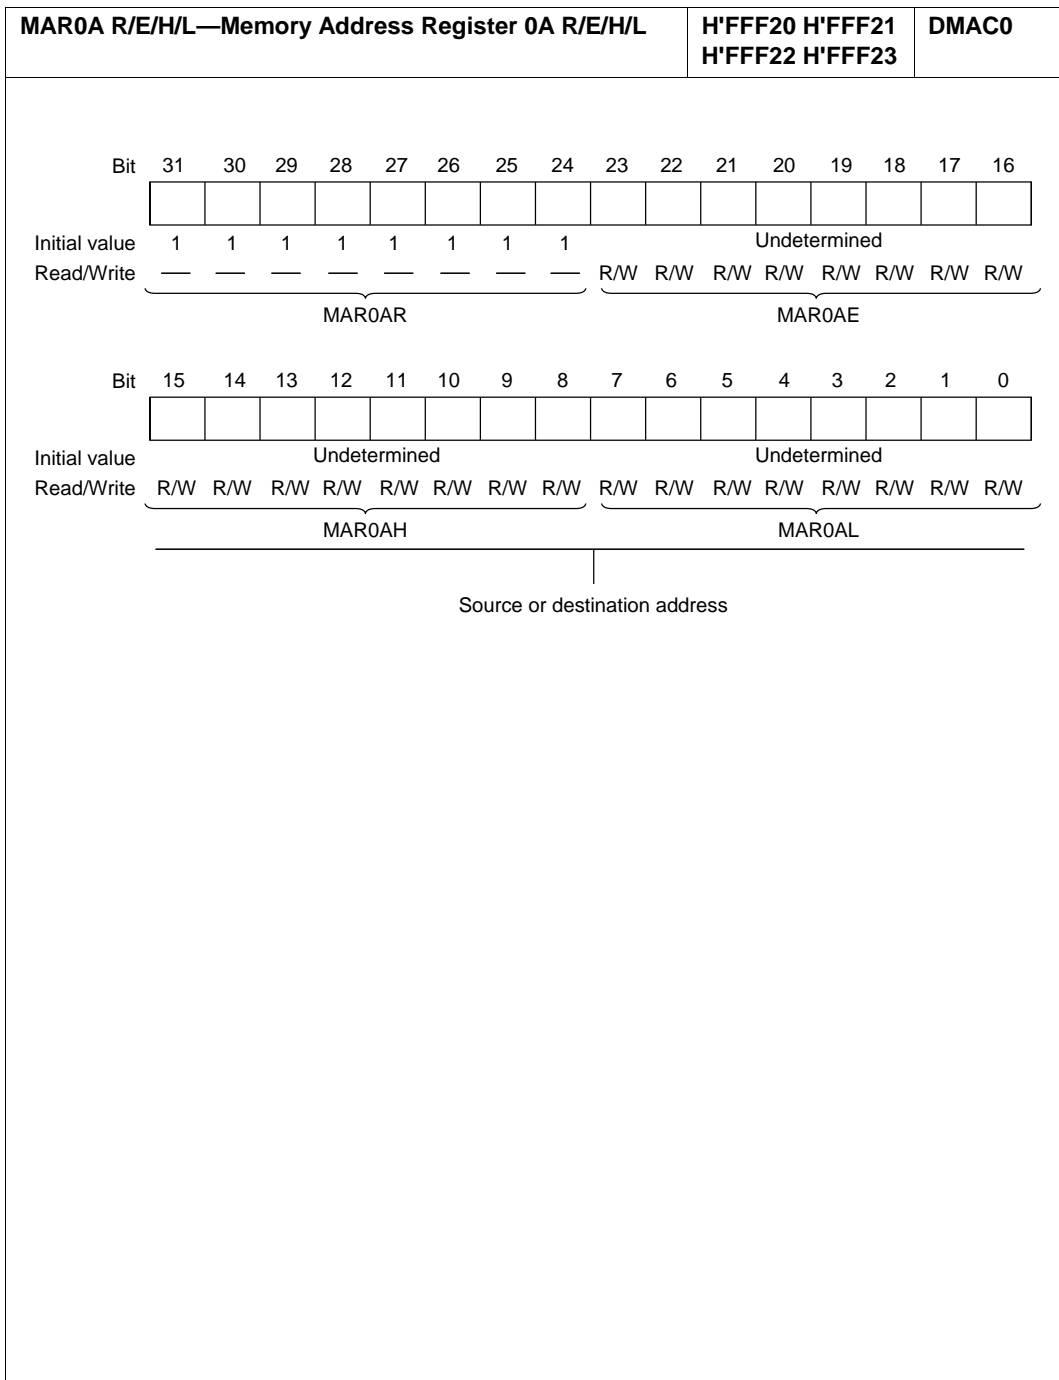 MAR0A R/E/H/L—Memory Address Register 0A R/E/H/L
H'FFF20 H'FFF21
H'FFF22 H'FFF23
DMAC0
Bit 31 30 29 28 27 26 25 24 23 22 21 20 19 18 17 16
Initial value 1 1 1 1 1 1 1 1 Undetermined
Read/Write — — — — — — — — R/W R/W R/W R/W R/W R/W R/W R/W
MAR0AR MAR0AE
Bit 15 14 13 12 11 10 9 8 7 6 5 4 3 2 1 0
Initial value Undetermined Undetermined
Read/Write R/W R/W R/W R/W R/W R/W R/W R/W R/W R/W R/W R/W R/W R/W R/W R/W
MAR0AH MAR0AL
Source or destination address